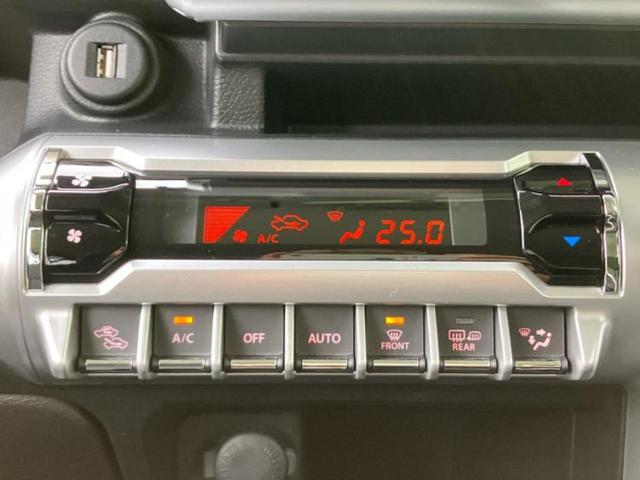 A/C 25.0
A/C OFF AUTO FRONT REAR